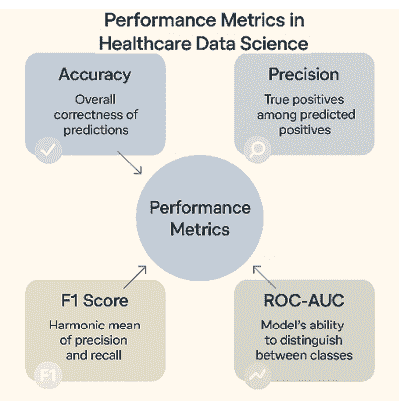 Performance Metrics in
Healthcare Data Science
Accuracy
Overall
correctness of
predictions
Precision
True positives
among predicted
positives
Performance
Metrics
F1 Score
Harmonic mean
of precision
and recall
F1
ROC-AUC
Model's ability
to distinguish
between classes